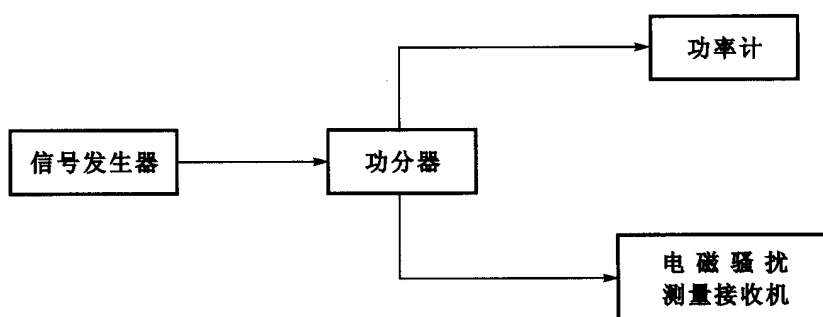 功率计
信号发生器
功分器
电磁骚扰
测量接收机